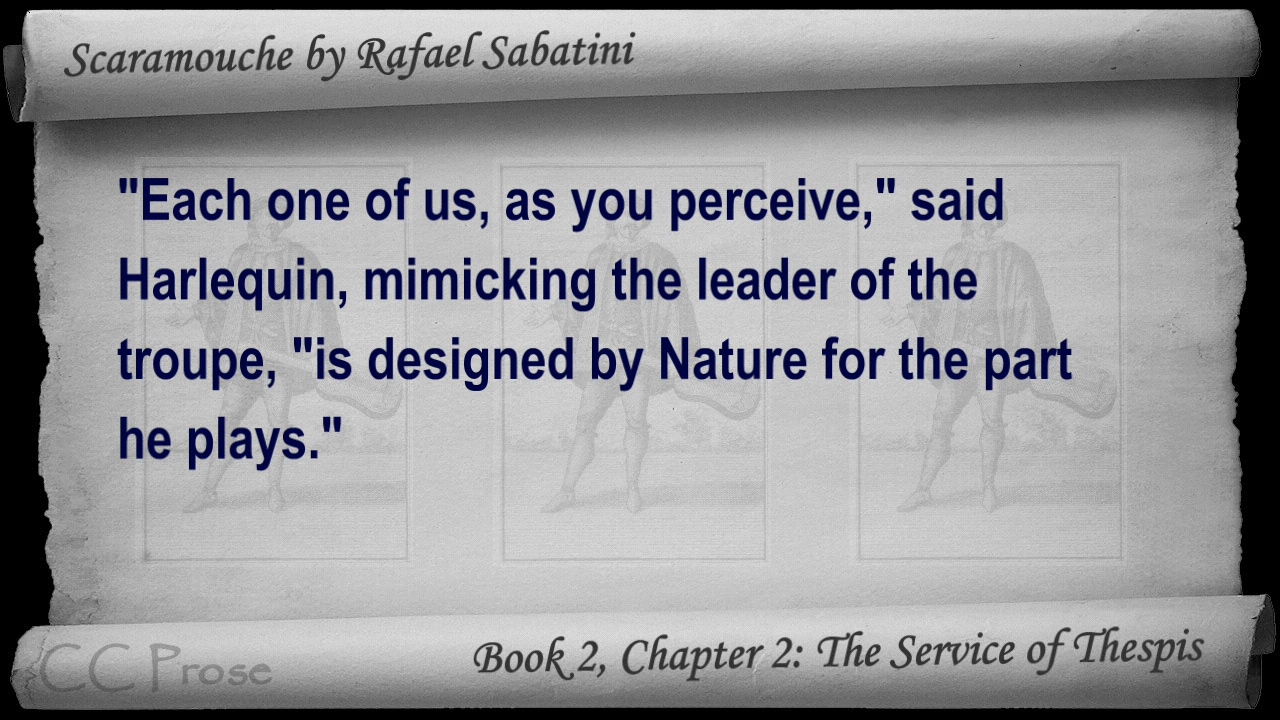 Scaramouche by Rafael Sabatini
"Each one of us, as you perceive," said
Harlequin, mimicking the leader of the
troupe, "is designed by Nature for the part
he plays."
CC Prose
Book 2, Chapter 2: The Service of Thespis